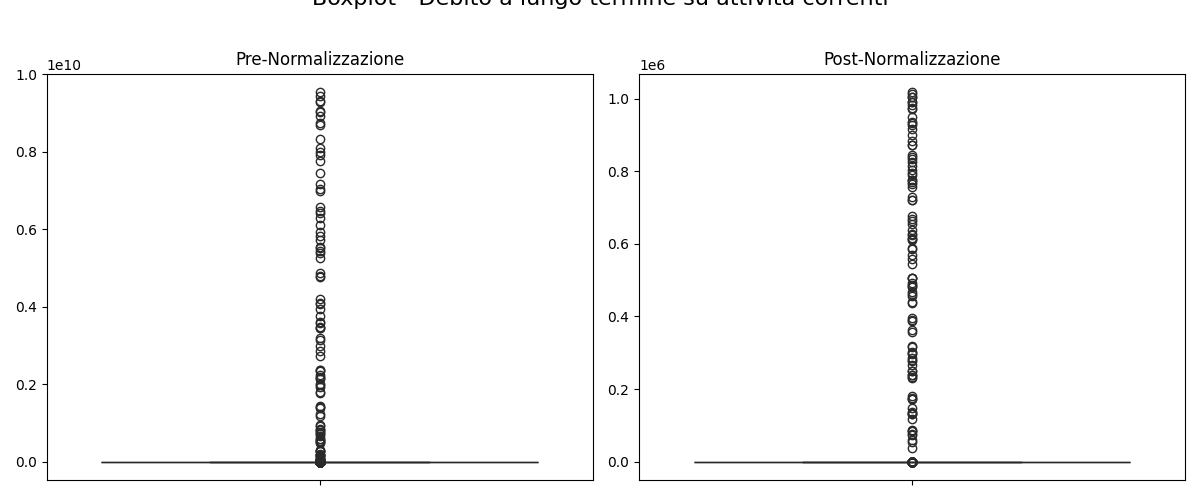 Boxplot - Debito a lungo termine su attività correnti
Pre-Normalizzazione
Post-Normalizzazione
1e10
1e6
1.0
0.8
0.6
0.4
0.2
0.0
1.0
0.8
0.6
0.4
0.2
0.0